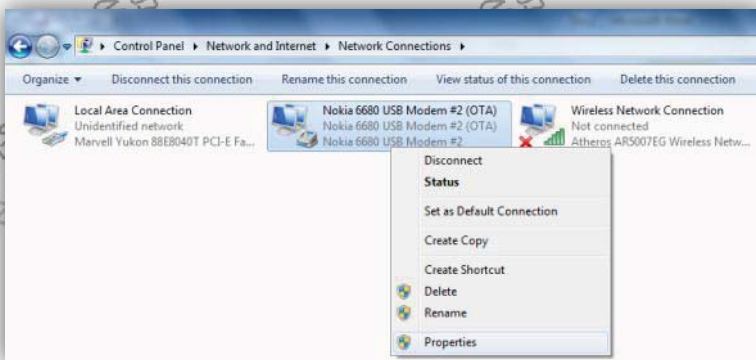 Control Panel ▸ Network and Internet ▸ Network Connections ▸
Organize ▾ Disconnect this connection Rename this connection View status of this connection Delete this connection
Local Area Connection
Unidentified network
Marvell Yukon 88E8040T PCI-E Fa...
Nokia 6680 USB Modem #2 (OTA)
Nokia 6680 USB Modem #2 (OTA)
Nokia 6680 USB Modem #2
Wireless Network Connection
Not connected
Atheros AR5007EG Wireless Netw...
Disconnect
Status
Set as Default Connection
Create Copy
Create Shortcut
Delete
Rename
Properties